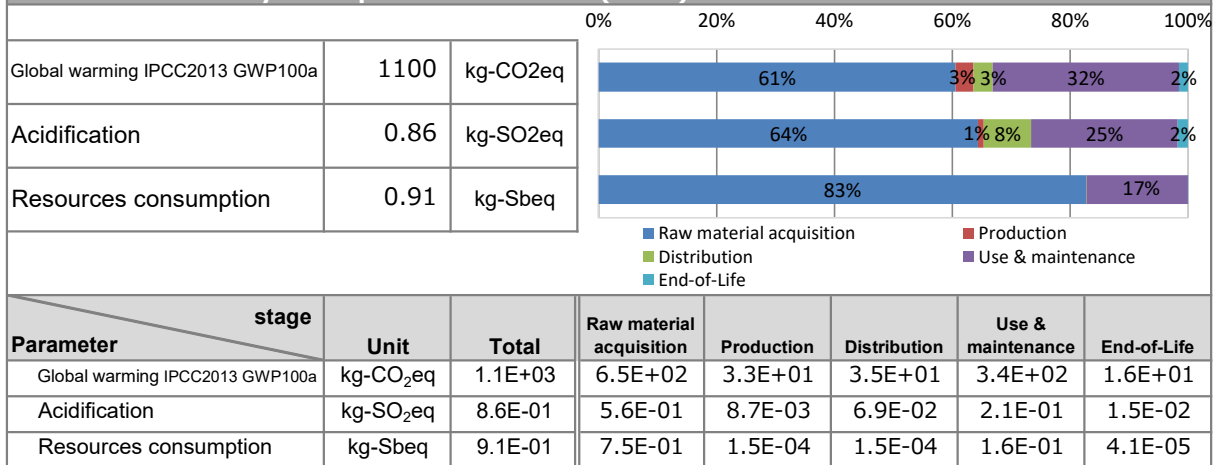 0% 20% 40% 60% 80% 100%
Global warming IPCC2013 GWP100a 1100 kg-CO2eq 61% 3% 3% 32% 2%
Acidification 0.86 kg-SO2eq 64% 1% 8% 25% 2%
Resources consumption 0.91 kg-Sbeq 83% 17%
Raw material acquisition Production
Distribution Use & maintenance
End-of-Life
stage
Parameter Unit Total Raw material acquisition Production Distribution Use & maintenance End-of-Life
Global warming IPCC2013 GWP100a kg-CO₂eq 1.1E+03 6.5E+02 3.3E+01 3.5E+01 3.4E+02 1.6E+01
Acidification kg-SO₂eq 8.6E-01 5.6E-01 8.7E-03 6.9E-02 2.1E-01 1.5E-02
Resources consumption kg-Sbeq 9.1E-01 7.5E-01 1.5E-04 1.5E-04 1.6E-01 4.1E-05